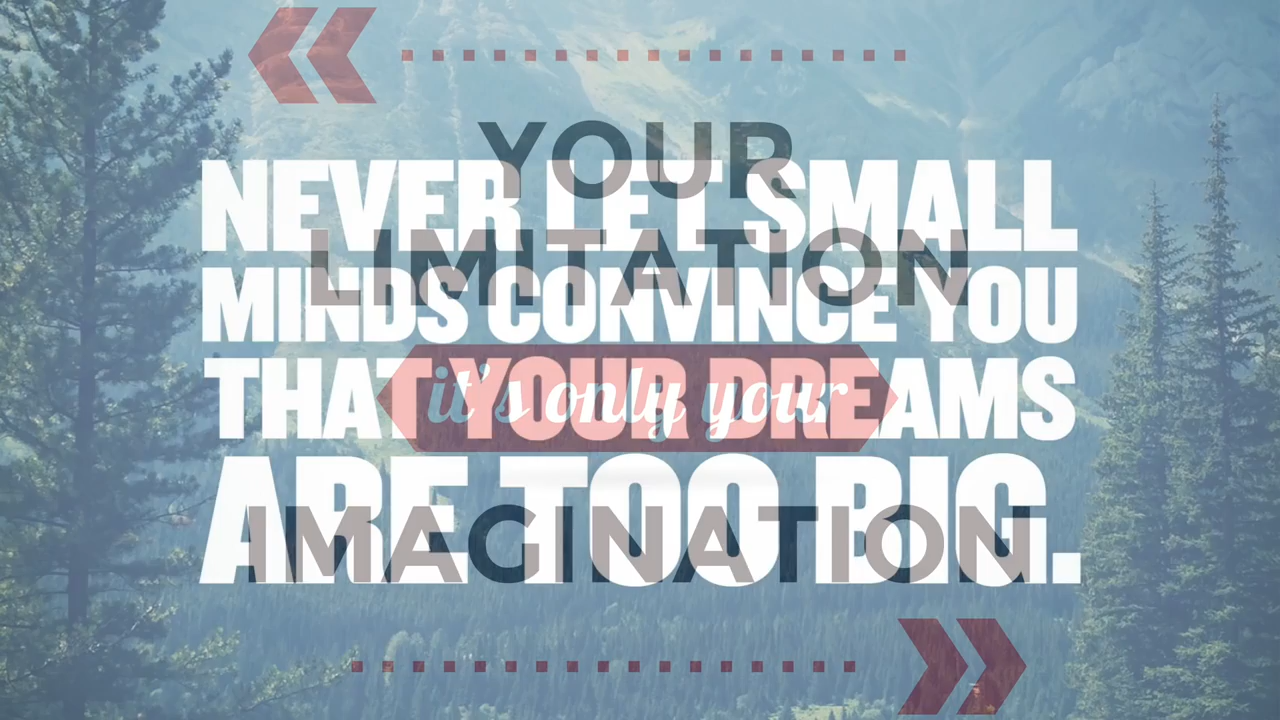 YOUR
LIMITATION
it's only your
IMAGINATION
NEVER LET SMALL
MINDS CONVINCE YOU
THAT YOUR DREAMS
ARE TOO BIG.